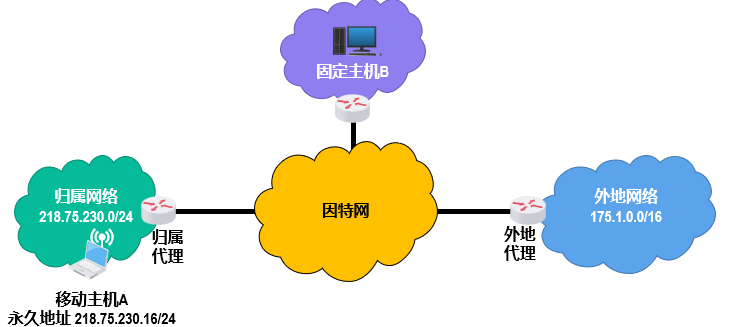 固定主机B
归属网络
218.75.230.0/24
归属
代理
因特网
外地
代理
外地网络
175.1.0.0/16
移动主机A
永久地址 218.75.230.16/24